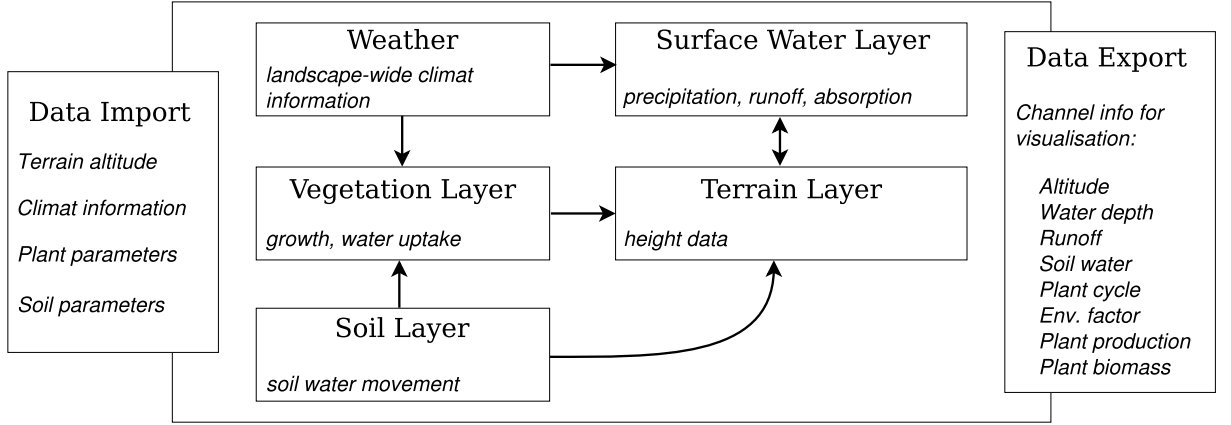 Data Import
Terrain altitude
Climat information
Plant parameters
Soil parameters
Weather
landscape-wide climat
information
Surface Water Layer
precipitation, runoff, absorption
Vegetation Layer
growth, water uptake
Terrain Layer
height data
Soil Layer
soil water movement
Data Export
Channel info for
visualisation:
Altitude
Water depth
Runoff
Soil water
Plant cycle
Env. factor
Plant production
Plant biomass